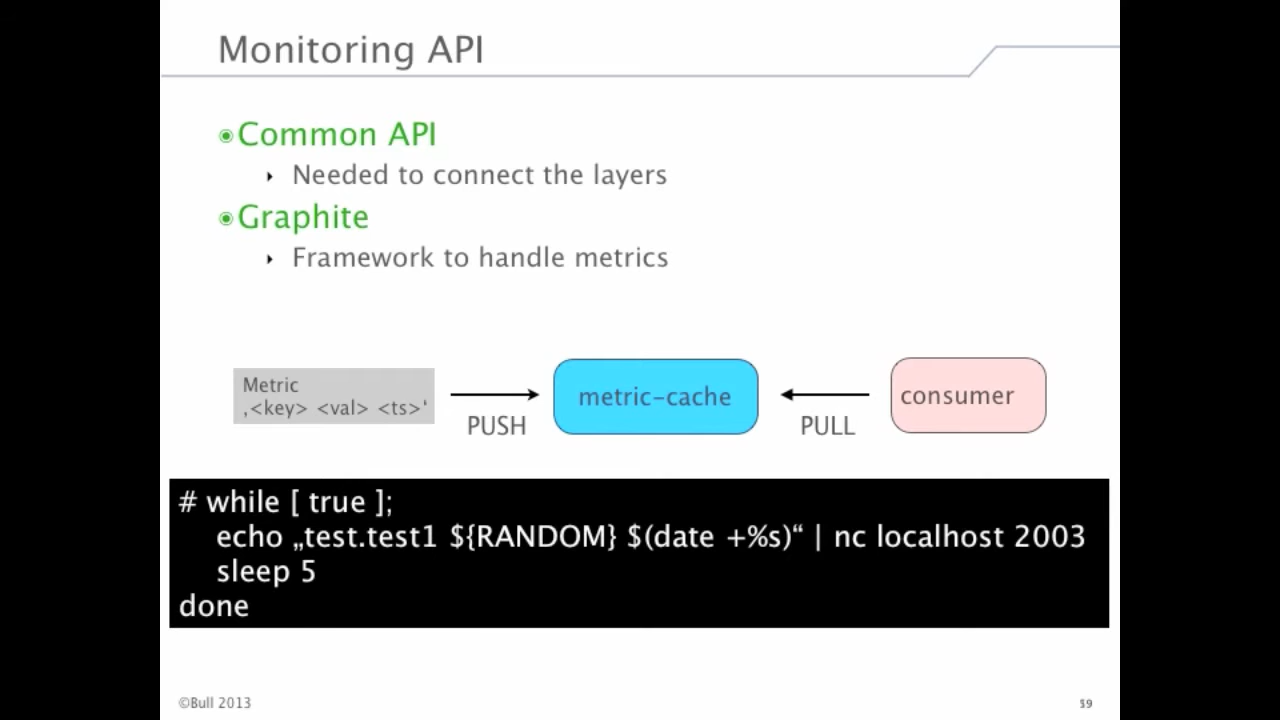 Monitoring API
Common API
Needed to connect the layers
Graphite
Framework to handle metrics
Metric
‚<key> <val> <ts>‘
PUSH
metric-cache
PULL
consumer
# while [ true ];
echo „test.test1 ${RANDOM} $(date +%s)“ | nc localhost 2003
sleep 5
done
©Bull 2013
59